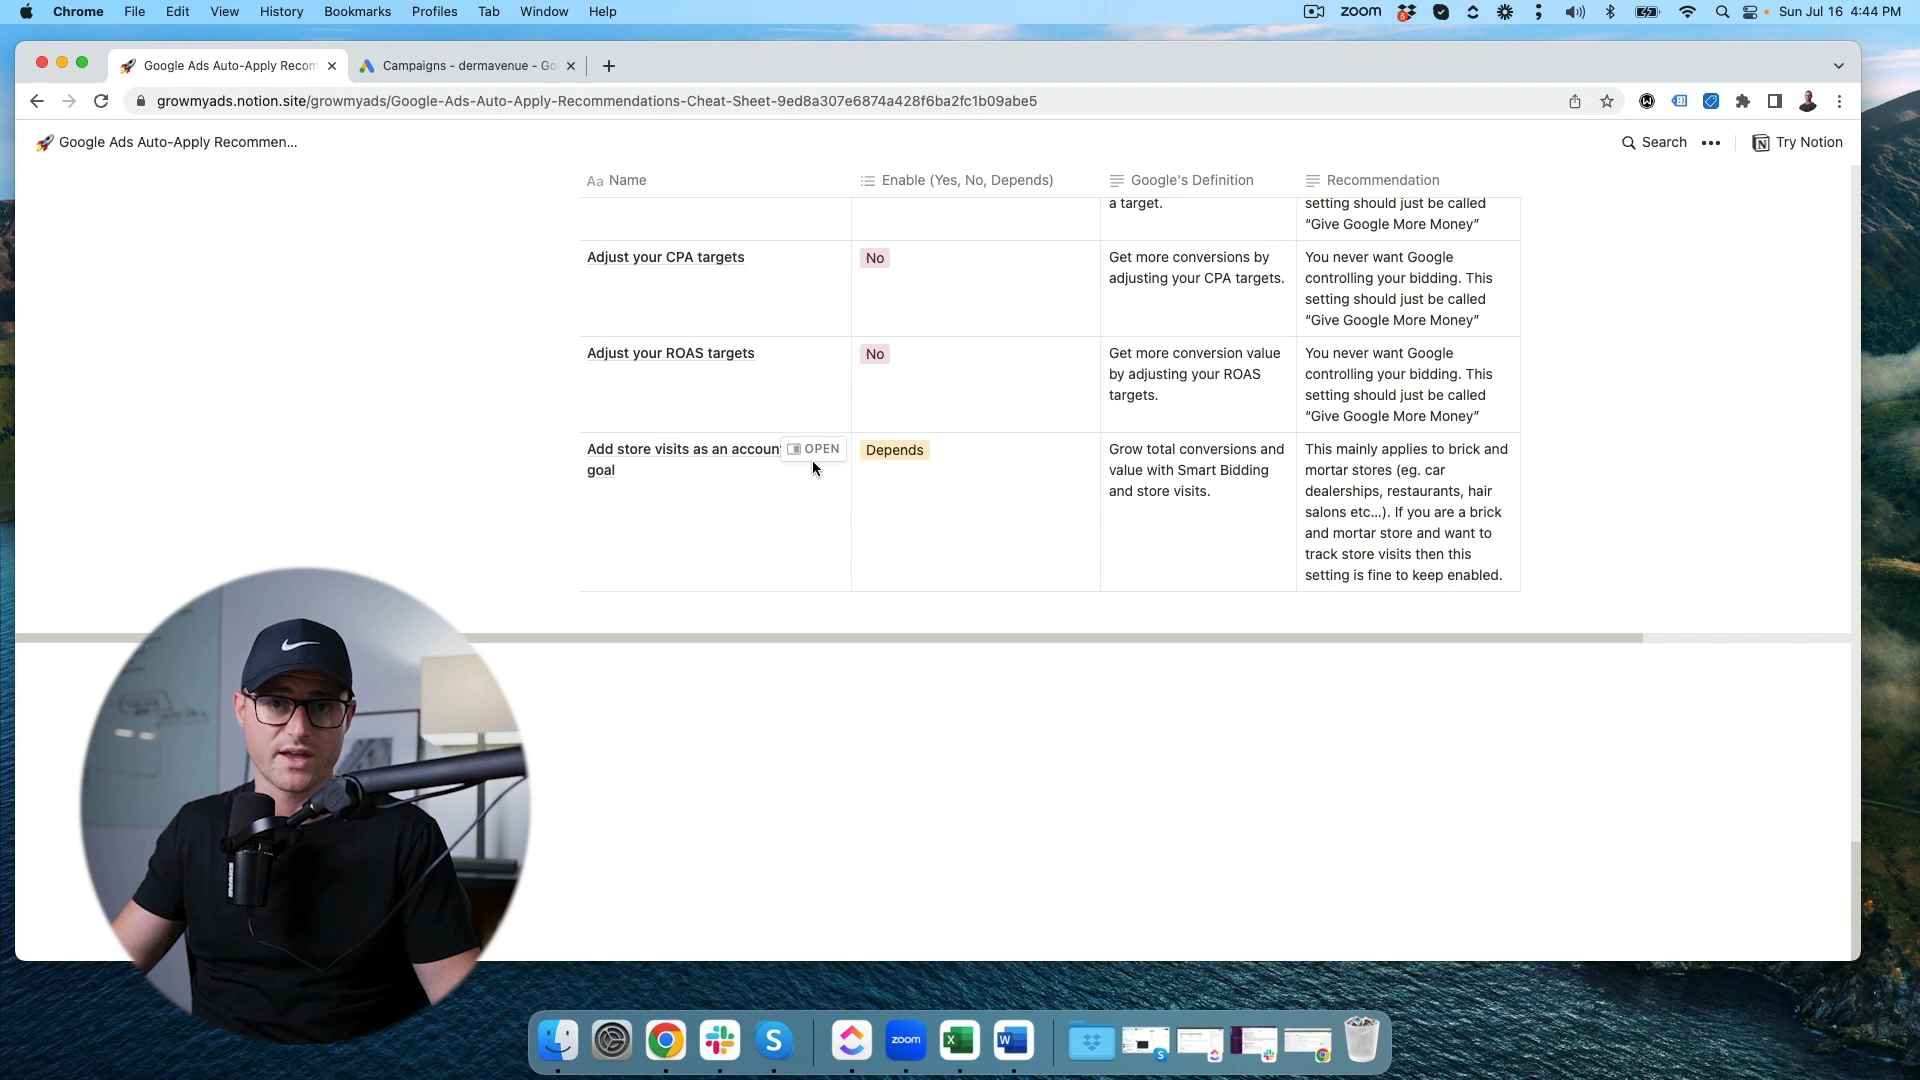 Chrome File Edit View History Bookmarks Profiles Tab Window Help
zoom
5
Sun Jul 16 4:44 PM
Google Ads Auto-Apply Recom
Campaigns - dermavenue - Go
growmyads.notion.site/growmyads/Google-Ads-Auto-Apply-Recommendations-Cheat-Sheet-9ed8a307e6874a428f6ba2fc1b09abe5
Google Ads Auto-Apply Recommen...
Search
Try Notion
Aa Name
Enable (Yes, No, Depends)
Google's Definition
Recommendation
a target.
setting should just be called
“Give Google More Money”
Adjust your CPA targets
No
Get more conversions by
adjusting your CPA targets.
You never want Google
controlling your bidding. This
setting should just be called
“Give Google More Money”
Adjust your ROAS targets
No
Get more conversion value
by adjusting your ROAS
targets.
You never want Google
controlling your bidding. This
setting should just be called
“Give Google More Money”
Add store visits as an account
goal
OPEN
Depends
Grow total conversions and
value with Smart Bidding
and store visits.
This mainly applies to brick and
mortar stores (eg. car
dealerships, restaurants, hair
salons etc...). If you are a brick
and mortar store and want to
track store visits then this
setting is fine to keep enabled.
SHURE
S
zoom
X
W